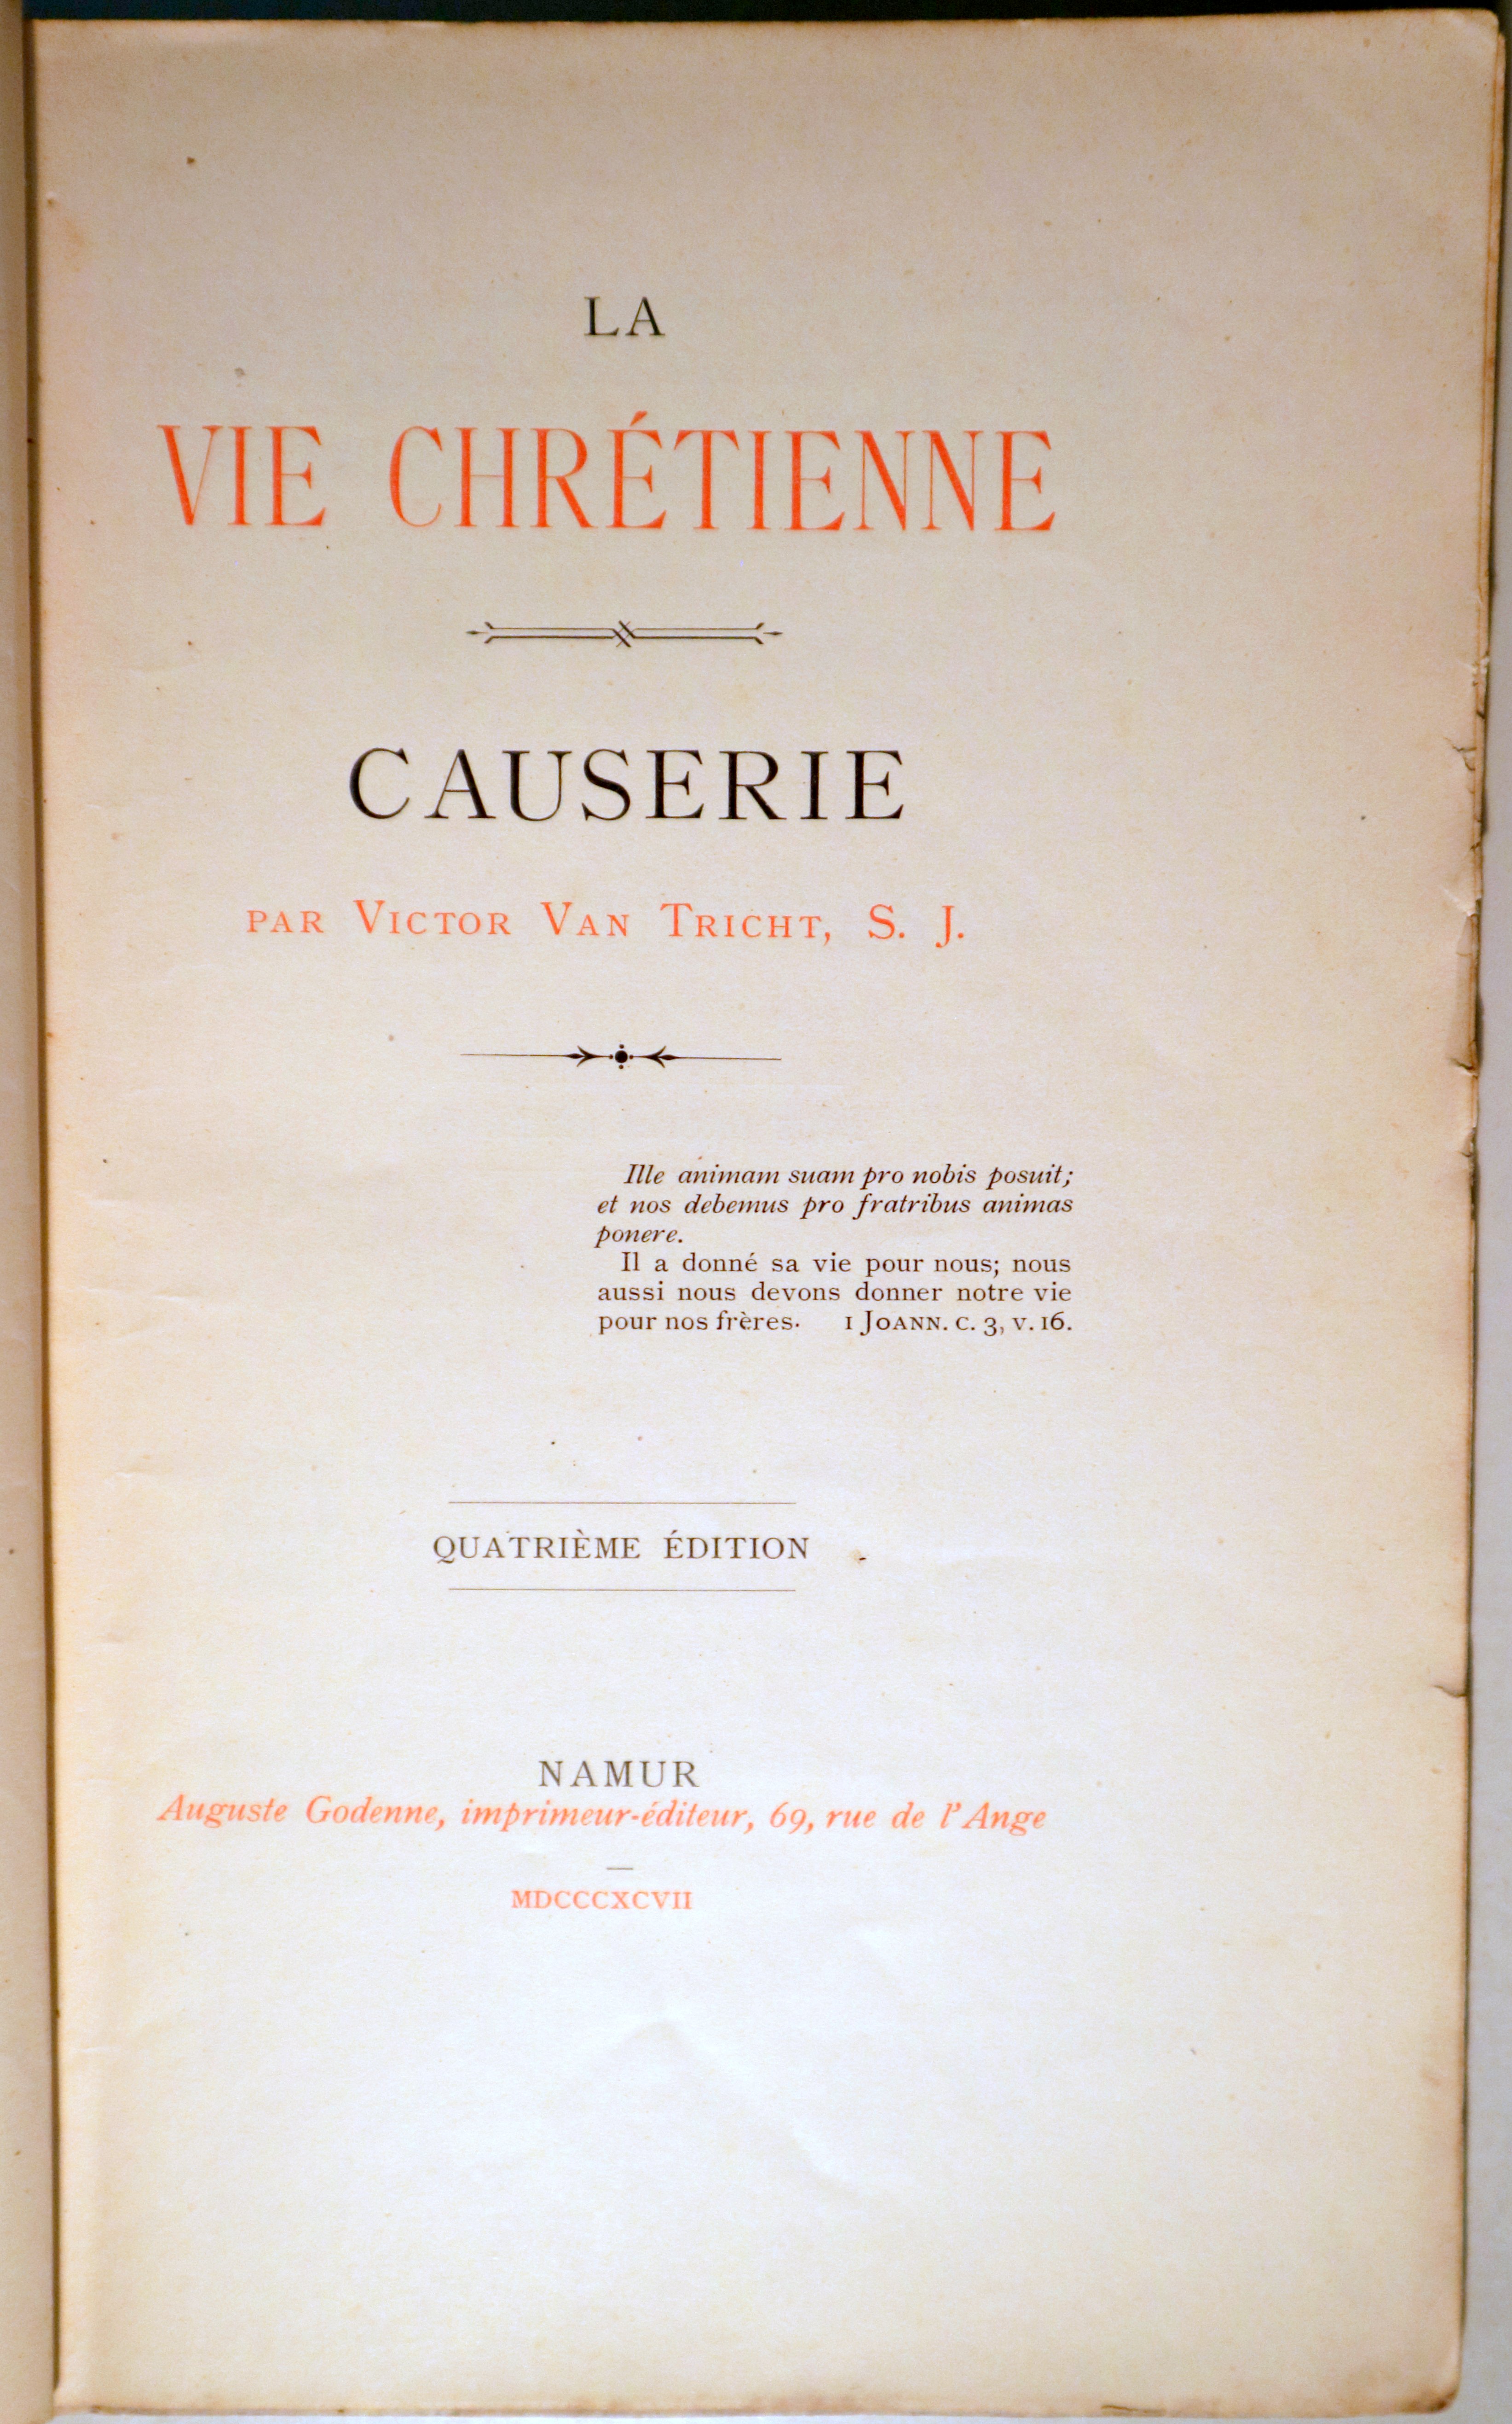 LA
VIE CHRÉTIENNE
CAUSERIE
PAR VICTOR VAN TRICHT, S. J.
Ille animam suam pro nobis posuit;
et nos debemus pro fratribus animas
ponere.
Il a donné sa vie pour nous; nous
aussi nous devons donner notre vie
pour nos frères. I JOANN. C. 3, V. 16.
QUATRIÈME ÉDITION
NAMUR
Auguste Godenne, imprimeur-éditeur, 69, rue de l'Ange
MDCCCXCVII